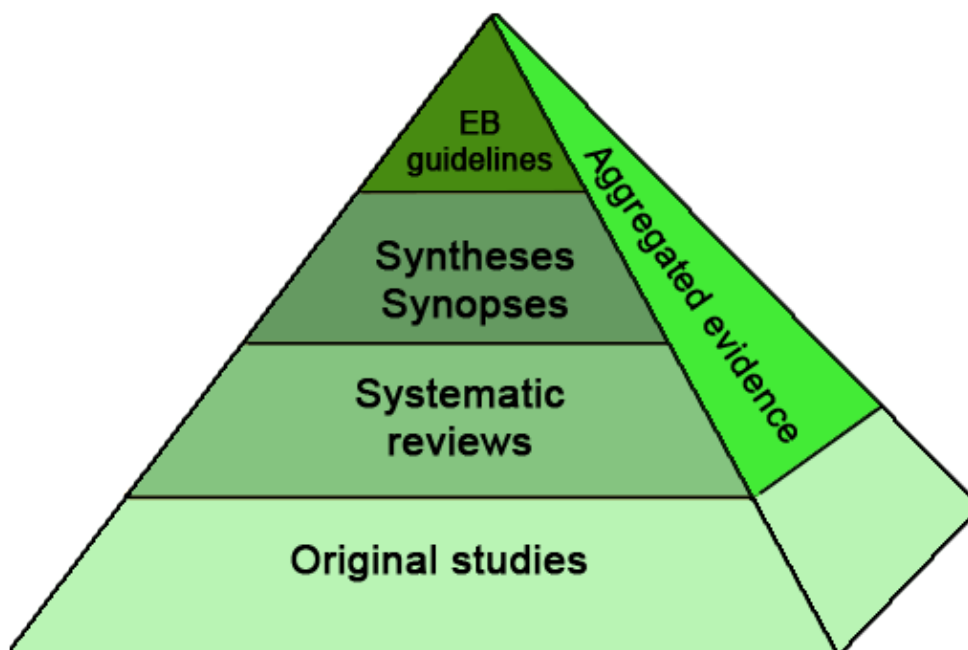 EB
guidelines
Syntheses
Synopses
Systematic
reviews
Original studies
Aggregated evidence